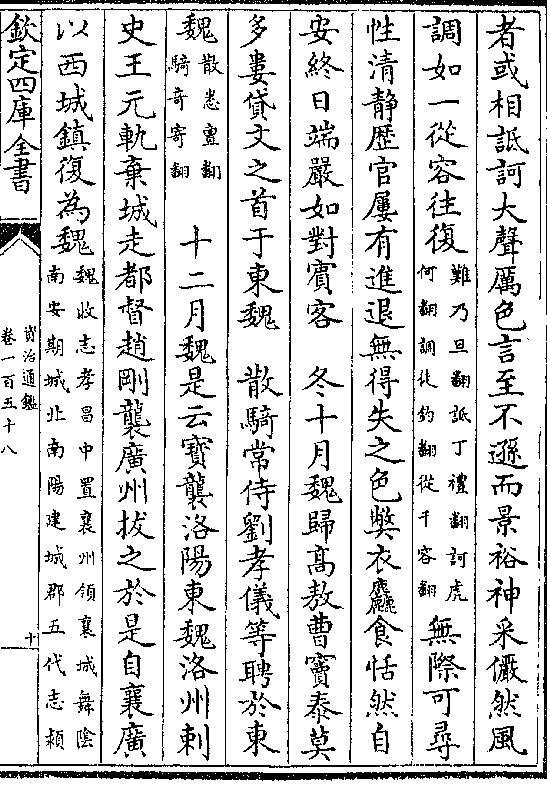 者或相詆訶大聲厲色言至不遜而景裕神采儼然風
調如一從容往復難乃旦翻詆丁禮翻訶虎何翻調徒釣翻從千容翻無際可尋
性清静歴官屢有進退無得失之色獘衣麤食恬然自
安終日端嚴如對賓客 冬十月魏歸髙敖曹竇泰莫
多婁貸文之首于東魏 散騎常侍劉孝儀等聘於東
魏散悉亶翻騎竒寄翻 十二月魏是云寳襲洛陽東魏洛州刺
史王元軌棄城走都督趙剛襲廣州拔之於是自襄廣
以西城鎮復為魏魏收志孝昌中置襄州領襄城舞陰南安期城北南陽建城郡五代志潁
欽定四庫全書
資治通鑑
卷一百五十八
十